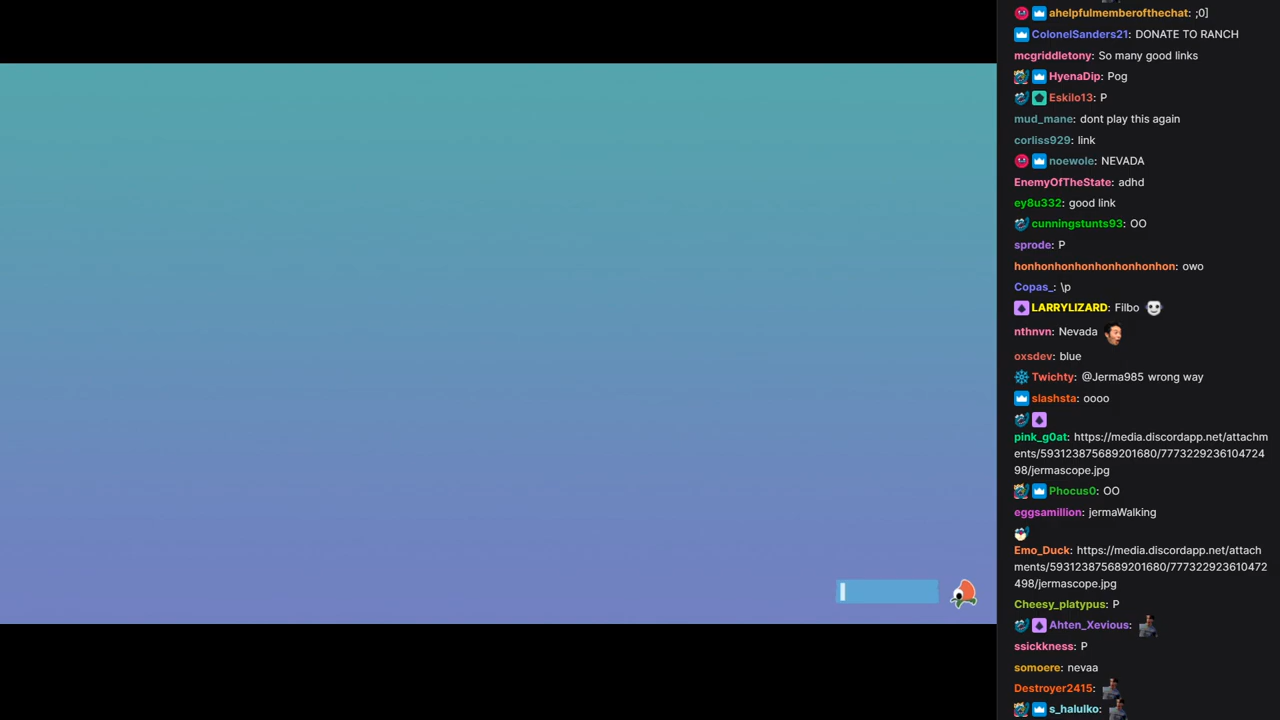 ahelpfulmemberofthechat: ;0]
ColonelSanders21: DONATE TO RANCH
mcgriddletony: So many good links
HyenaDip: Pog
Eskilo13: P
mud_mane: dont play this again
corliss929: link
noewole: NEVADA
EnemyOfTheState: adhd
ey8u332: good link
cunningstunts93: OO
sprode: P
honhonhonhonhonhonhonhon: owo
Copas_: \p
LARRYLIZARD: Filbo
nthnvn: Nevada
oxsdev: blue
Twichty: @Jerma985 wrong way
slashsta: oooo
pink_g0at: https://media.discordapp.net/attachm
ents/593123875689201680/7773229236104724
98/jermascope.jpg
Phocus0: OO
eggsamillion: jermaWalking
Emo_Duck: https://media.discordapp.net/attach
ments/593123875689201680/777322923610472
498/jermascope.jpg
Cheesy_platypus: P
Ahten_Xevious:
ssickkness: P
somoere: nevaa
Destroyer2415:
s_halulko: